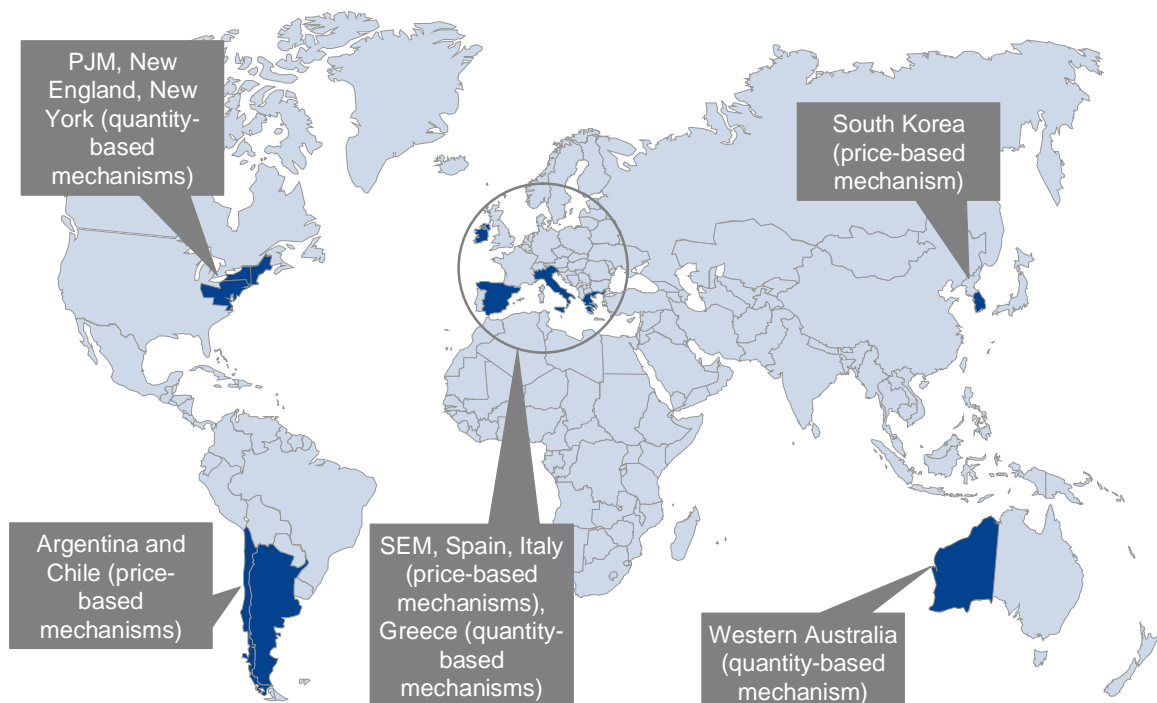 PJM, New
England, New
York (quantity-
based
mechanisms)
South Korea
(price-based
mechanism)
Argentina and
Chile (price-
based
mechanisms)
SEM, Spain, Italy
(price-based
mechanisms),
Greece (quantity-
based
mechanisms)
Western Australia
(quantity-based
mechanism)